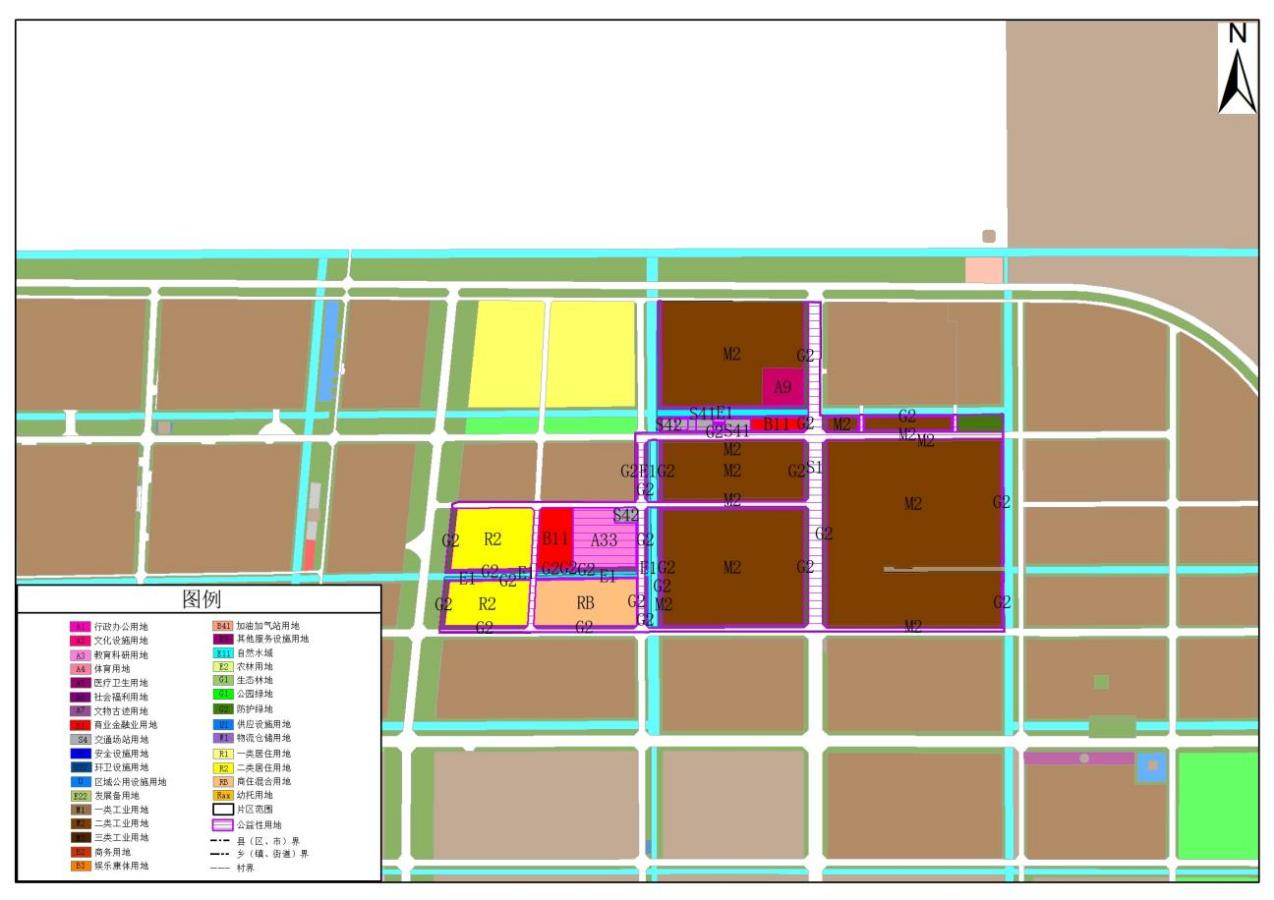 N
M2
G2
A9
S41E1
S42
B11
G2
M2
G2
G2S41
M2
M2
M2
G2E1G2
M2
G2
S1
G2
M2
M2
G2
S42
G2
R2
B11
A33
G2
G2
M2
G2
E1G2
G2
G2
G2G2G2
E1
G2
E1
E1
G2
G2
R2
RB
G2
M2
G2
G2
G2
G2
M2
图例
A1 行政办公用地
A2 文化设施用地
A3 教育科研用地
A4 体育用地
医疗卫生用地
社会福利用地
A7 文物古迹用地
B1 商业金融业用地
S4 交通场站用地
安全设施用地
环卫设施用地
U 区域公用设施用地
E22 发展备用地
M1 一类工业用地
M2 二类工业用地
M3 三类工业用地
B2 商务用地
B3 娱乐康体用地
B41 加油加气站用地
B9 其他服务设施用地
E11 自然水域
E2 农林用地
G1 生态林地
G1 公园绿地
G2 防护绿地
U1 供应设施用地
W1 物流仓储用地
R1 一类居住用地
R2 二类居住用地
RB 商住混合用地
Rax 幼托用地
片区范围
公益性用地
县（区、市）界
乡（镇、街道）界
村界